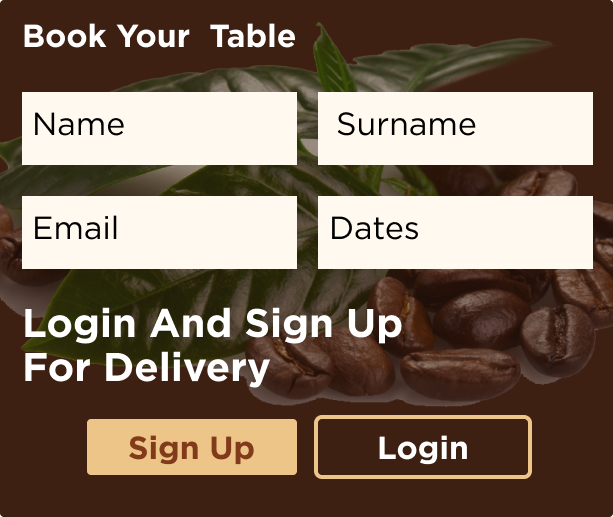 Book Your Table
Name
Surname
Email
Dates
Login And Sign Up
For Delivery
Sign Up
Login